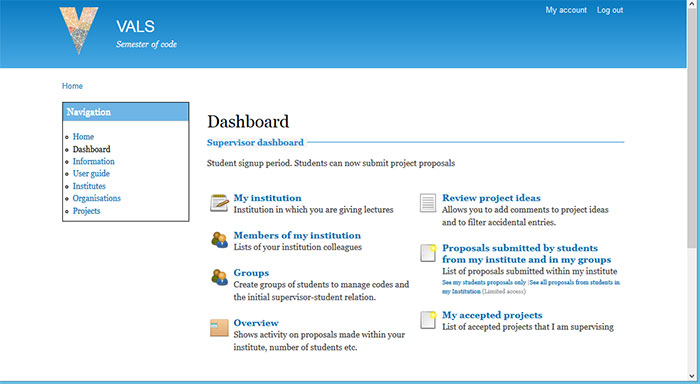 My account Log out
VALS
Semester of code
Home
Navigation
Home
Dashboard
Information
User guide
Institutes
Organisations
Projects
Dashboard
Supervisor dashboard
Student signup period. Students can now submit project proposals
My institution
Institution in which you are giving lectures
Members of my institution
Lists of your institution colleagues
Groups
Create groups of students to manage codes and
the initial supervisor-student relation.
Overview
Shows activity on proposals made within your
institute, number of students etc.
Review project ideas
Allows you to add comments to project ideas
and to filter accidental entries.
Proposals submitted by students
from my institute and in my groups
List of proposals submitted within my institute
See my students proposals only |See all proposals from students in
my Institution (Limited access)
My accepted projects
List of accepted projects that I am supervising